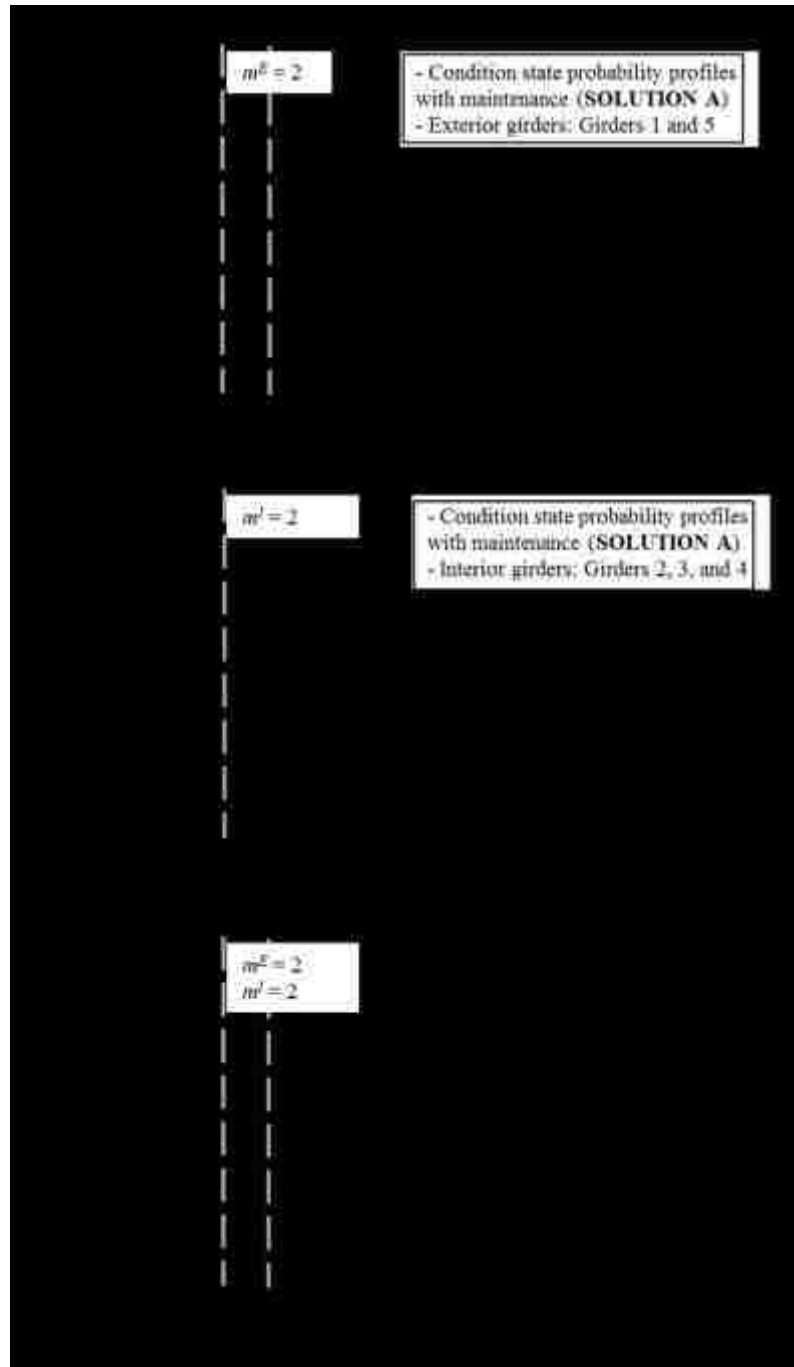 m^E = 2
- Condition state probability profiles
with maintenance (SOLUTION A)
- Exterior girders: Girders 1 and 5
m^I = 2
- Condition state probability profiles
with maintenance (SOLUTION A)
- Interior girders; Girders 2, 3, and 4
m^E = 2
m^I = 2